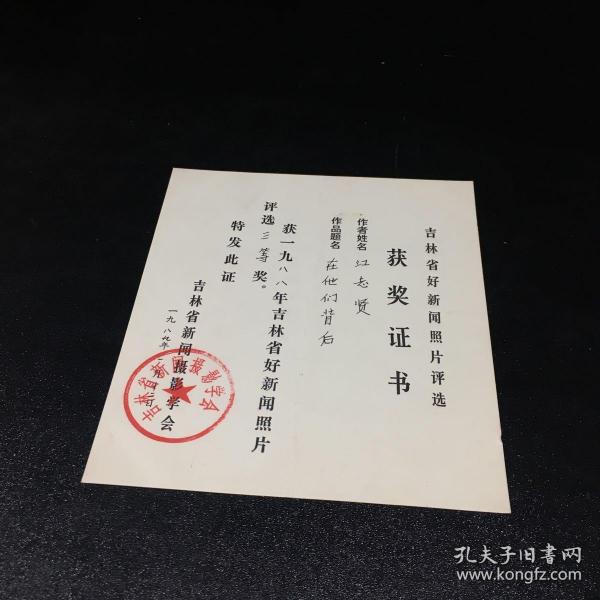 吉林省好新闻照片评选
获奖证书
作者姓名 江志贤
作品题名 在他们背后
获一九八八年吉林省好新闻照片
评选三等奖。
特发此证
吉林省新闻摄影学会
一九八九年一月
吉林省新闻摄影学会
孔夫子旧书网
www.kongfz.com